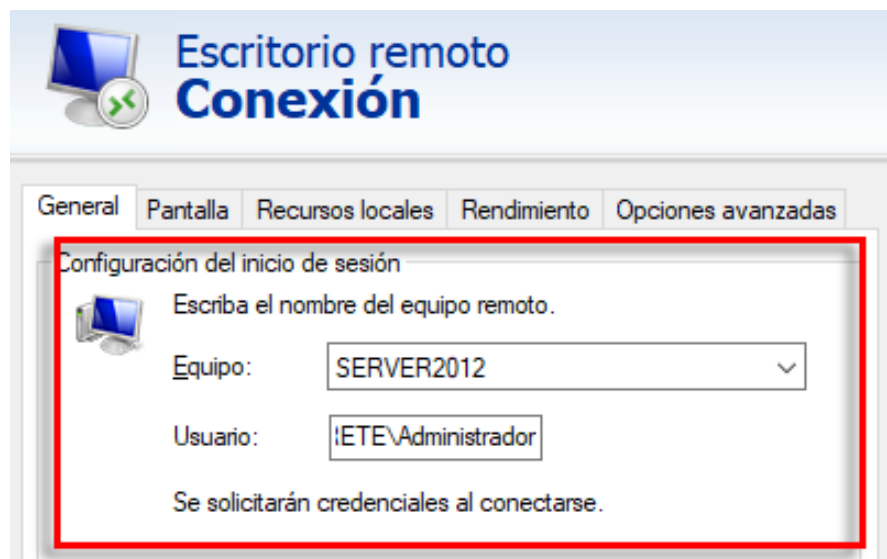 Escritorio remoto
Conexión
General Pantalla Recursos locales Rendimiento Opciones avanzadas
Configuración del inicio de sesión
Escriba el nombre del equipo remoto.
Equipo: SERVER2012
Usuario: ETE\Administrador
Se solicitarán credenciales al conectarse.